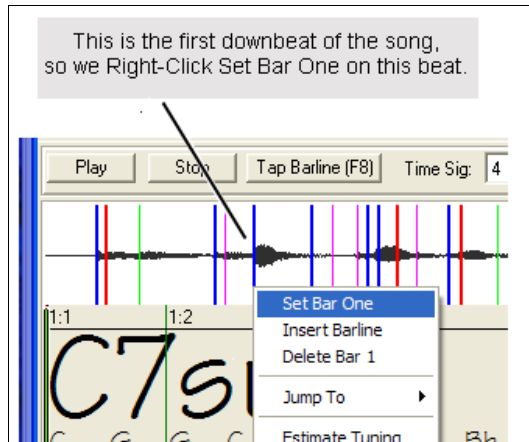 This is the first downbeat of the song,
so we Right-Click Set Bar One on this beat.
Play Stop Tap Barline (F8) Time Sig: 4
1:1 1:2
Set Bar One
Insert Barline
Delete Bar 1
C7s
Jump To
Estimate Tuning
C G G C Bb